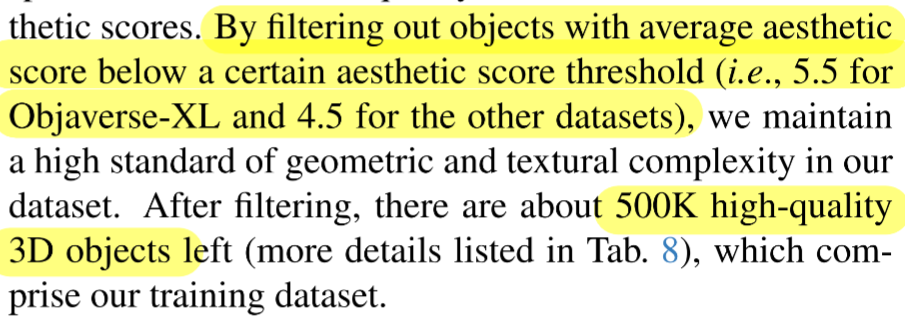 thetic scores. By filtering out objects with average aesthetic
score below a certain aesthetic score threshold (i.e., 5.5 for
Objaverse-XL and 4.5 for the other datasets), we maintain
a high standard of geometric and textural complexity in our
dataset. After filtering, there are about 500K high-quality
3D objects left (more details listed in Tab. 8), which com-
prise our training dataset.